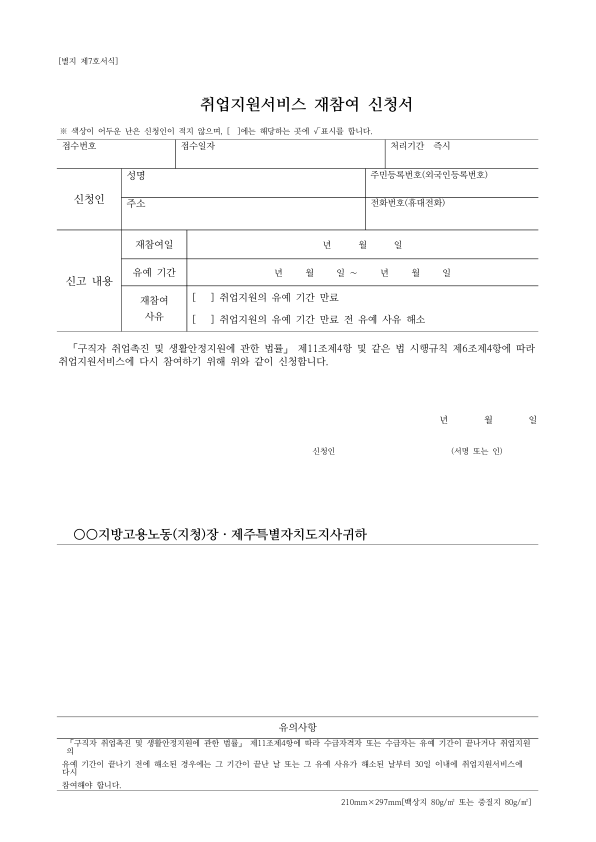 [별지 제7호서식]
취업지원서비스 재참여 신청서
※ 색상이 어두운 난은 신청인이 적지 않으며, [ ]에는 해당하는 곳에 √표시를 합니다.
접수번호 접수일자 처리기간 즉시
신청인 성명 주민등록번호(외국인등록번호)
주소 전화번호(휴대전화)
신고 내용 재참여일 년 월 일
유예 기간 년 월 일 ~ 년 월 일
재참여 사유 [ ] 취업지원의 유예 기간 만료
[ ] 취업지원의 유예 기간 만료 전 유예 사유 해소
「구직자 취업촉진 및 생활안정지원에 관한 법률」 제11조제4항 및 같은 법 시행규칙 제6조제4항에 따라
취업지원서비스에 다시 참여하기 위해 위와 같이 신청합니다.
년 월 일
신청인 (서명 또는 인)
○○지방고용노동(지청)장ㆍ제주특별자치도지사귀하
유의사항
「구직자 취업촉진 및 생활안정지원에 관한 법률」 제11조제4항에 따라 수급자격자 또는 수급자는 유예 기간이 끝나거나 취업지원
의
유예 기간이 끝나기 전에 해소된 경우에는 그 기간이 끝난 날 또는 그 유예 사유가 해소된 날부터 30일 이내에 취업지원서비스에
다시
참여해야 합니다.
210mm×297mm[백상지 80g/㎡ 또는 중질지 80g/㎡]